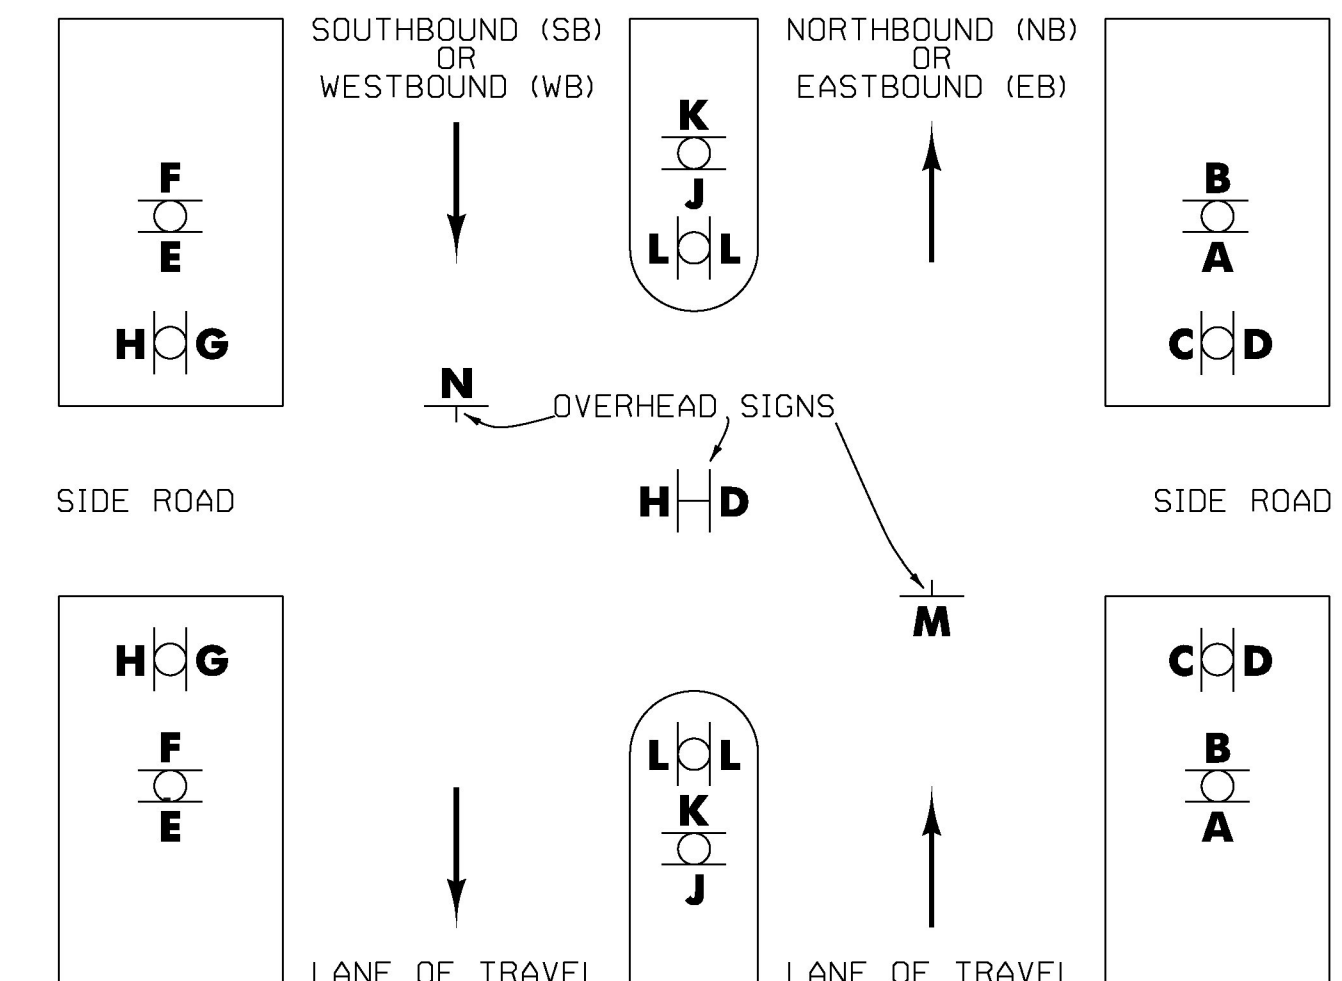 SOUTHBOUND (SB)
OR
WESTBOUND (WB)
NORTHBOUND (NB)
OR
EASTBOUND (EB)
K
J
L L
F
E
B
A
H G
C D
N
OVERHEAD SIGNS
SIDE ROAD
H D
SIDE ROAD
M
H G
C D
L L
F
E
K
J
B
A
LANE OF TRAVEL
LANE OF TRAVEL